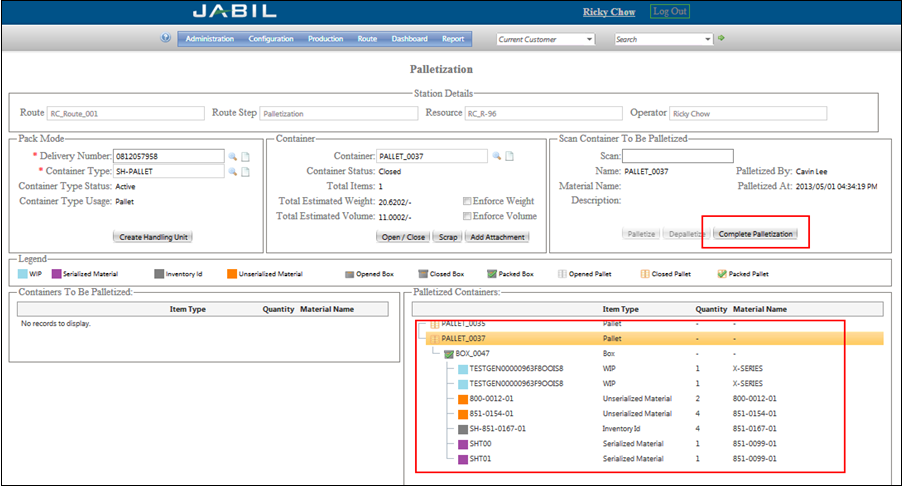 JABIL
Ricky Chow Log Out
Administration Configuration Production Route Dashboard Report Current Customer Search
Palletization
Station Details
Route RC_Route_001 Route Step Palletization Resource RC_R-96 Operator Ricky Chow
Pack Mode
* Delivery Number: 0812057958
* Container Type: SH-PALLET
Container Type Status: Active
Container Type Usage: Pallet
Create Handling Unit
Container
Container: PALLET_0037
Container Status: Closed
Total Items: 1
Total Estimated Weight: 20.6202/- Enforce Weight
Total Estimated Volume: 11.0002/- Enforce Volume
Open / Close Scrap Add Attachment
Scan Container To Be Palletized
Scan:
Name: PALLET_0037 Palletized By: Cavin Lee
Material Name: Palletized At: 2013/05/01 04:34:19 PM
Description:
Palletize Depalletize Complete Palletization
Legend
WIP Serialized Material Inventory Id Unserialized Material Opened Box Closed Box Packed Box Opened Pallet Closed Pallet Packed Pallet
Containers To Be Palletized:
Item Type Quantity Material Name
No records to display.
Palletized Containers:
Item Type Quantity Material Name
PALLET_0035 Pallet - -
PALLET_0037 Pallet - -
BOX_0047 Box - -
TESTGEN00000963F8OOIS8 WIP 1 X-SERIES
TESTGEN00000963F9OOIS8 WIP 1 X-SERIES
800-0012-01 Unserialized Material 2 800-0012-01
851-0154-01 Unserialized Material 4 851-0154-01
SH-851-0167-01 Inventory Id 4 851-0167-01
SHT00 Serialized Material 1 851-0099-01
SHT01 Serialized Material 1 851-0099-01